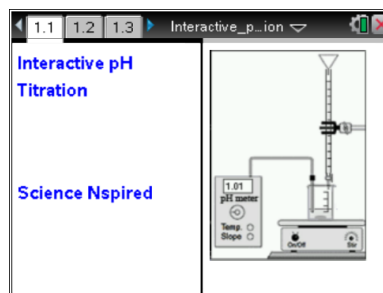 1.1 1.2 1.3 Interactive_p...ion
Interactive pH
Titration
Science Nspired
1.01
pH meter
Temp.
Slope
On/Off
Stir